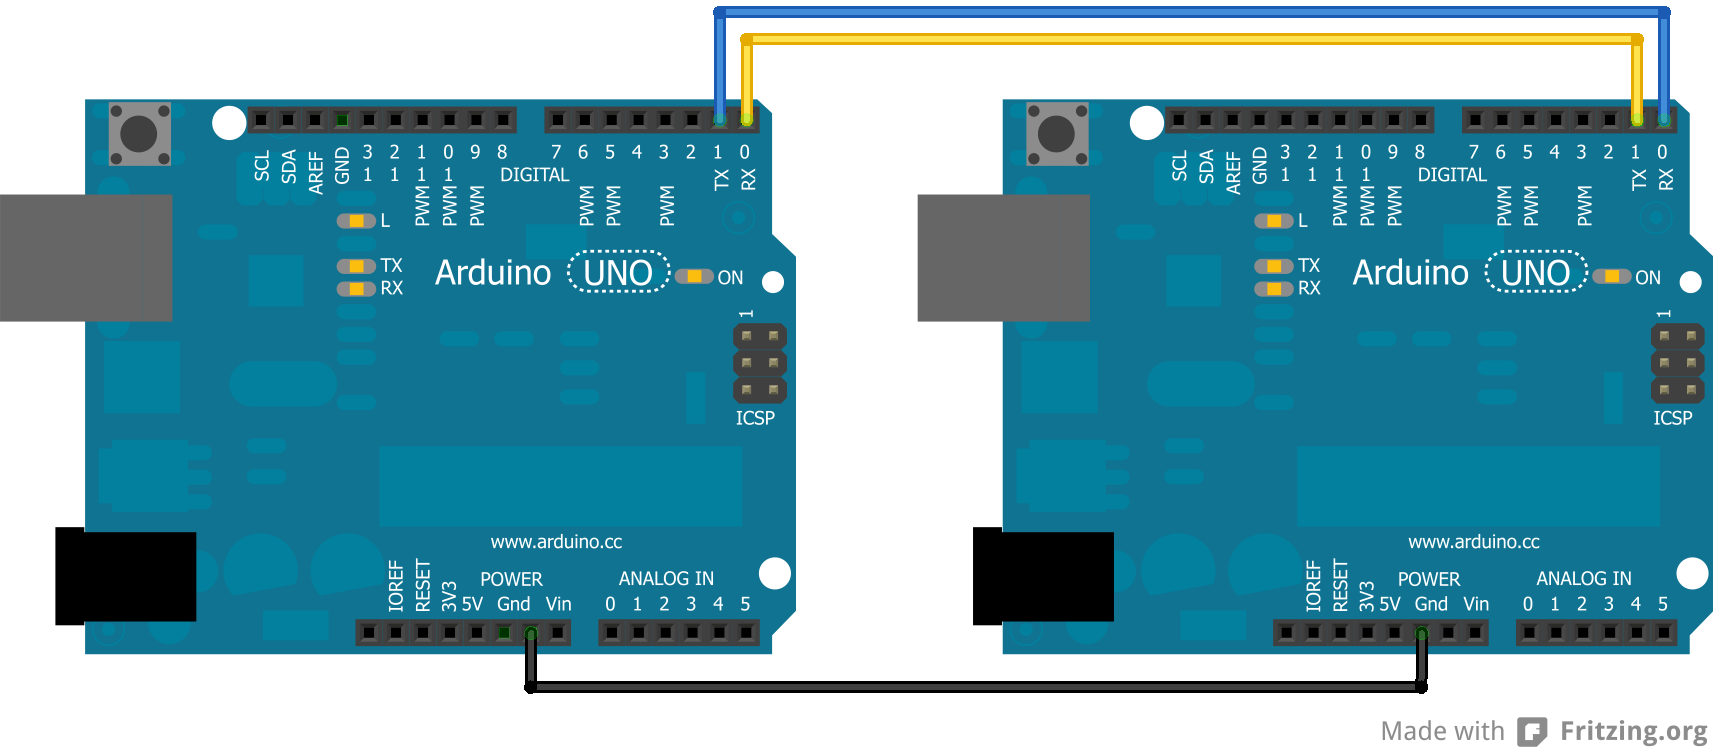 SCL SDA AREF GND 13 12 11 10 9 8 7 6 5 4 3 2 1 0
DIGITAL
PWM PWM PWM PWM PWM PWM TX RX
L
TX
RX
Arduino UNO ON
1
ICSP
www.arduino.cc
POWER ANALOG IN
IOREF RESET 3V3 5V Gnd Vin 0 1 2 3 4 5
SCL SDA AREF GND 13 12 11 10 9 8 7 6 5 4 3 2 1 0
DIGITAL
PWM PWM PWM PWM PWM PWM TX RX
L
TX
RX
Arduino UNO ON
1
ICSP
www.arduino.cc
POWER ANALOG IN
IOREF RESET 3V3 5V Gnd Vin 0 1 2 3 4 5
Made with Fritzing.org